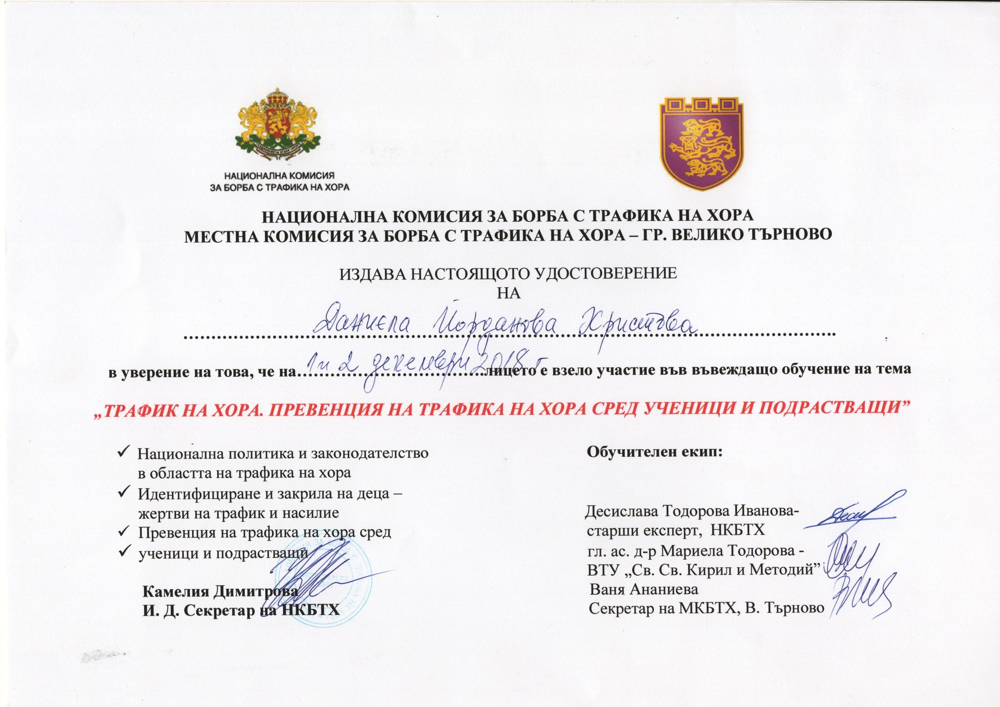 НАЦИОНАЛНА КОМИСИЯ
ЗА БОРБА С ТРАФИКА НА ХОРА
НАЦИОНАЛНА КОМИСИЯ ЗА БОРБА С ТРАФИКА НА ХОРА
МЕСТНА КОМИСИЯ ЗА БОРБА С ТРАФИКА НА ХОРА – ГР. ВЕЛИКО ТЪРНОВО
ИЗДАВА НАСТОЯЩОТО УДОСТОВЕРЕНИЕ
НА
Даниела Йорданова Христова
в уверение на това, че на 1 и 2 декември 2018 г лицето е взело участие във въвеждащо обучение на тема
„ТРАФИК НА ХОРА. ПРЕВЕНЦИЯ НА ТРАФИКА НА ХОРА СРЕД УЧЕНИЦИ И ПОДРАСТВАЩИ”
✓ Национална политика и законодателство
в областта на трафика на хора
✓ Идентифициране и закрила на деца –
жертви на трафик и насилие
✓ Превенция на трафика на хора сред
✓ ученици и подрастващи
Камелия Димитрова
И. Д. Секретар на НКБТХ
Обучителен екип:
Десислава Тодорова Иванова-
старши експерт, НКБТХ
гл. ас. д-р Мариела Тодорова -
ВТУ „Св. Св. Кирил и Методий”
Ваня Ананиева
Секретар на МКБТХ, В. Търново